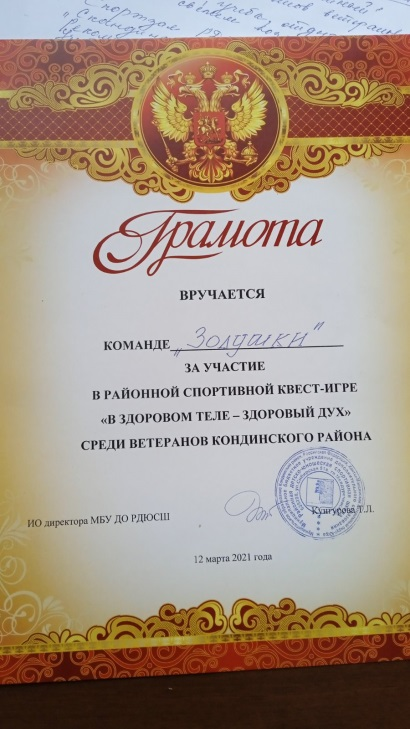 Грамота
ВРУЧАЕТСЯ
КОМАНДЕ „Золушки"
ЗА УЧАСТИЕ
В РАЙОННОЙ СПОРТИВНОЙ КВЕСТ-ИГРЕ
«В ЗДОРОВОМ ТЕЛЕ – ЗДОРОВЫЙ ДУХ»
СРЕДИ ВЕТЕРАНОВ КОНДИНСКОГО РАЙОНА
ИО директора МБУ ДО РДЮСШ Кунгурова Т.Л.
12 марта 2021 года